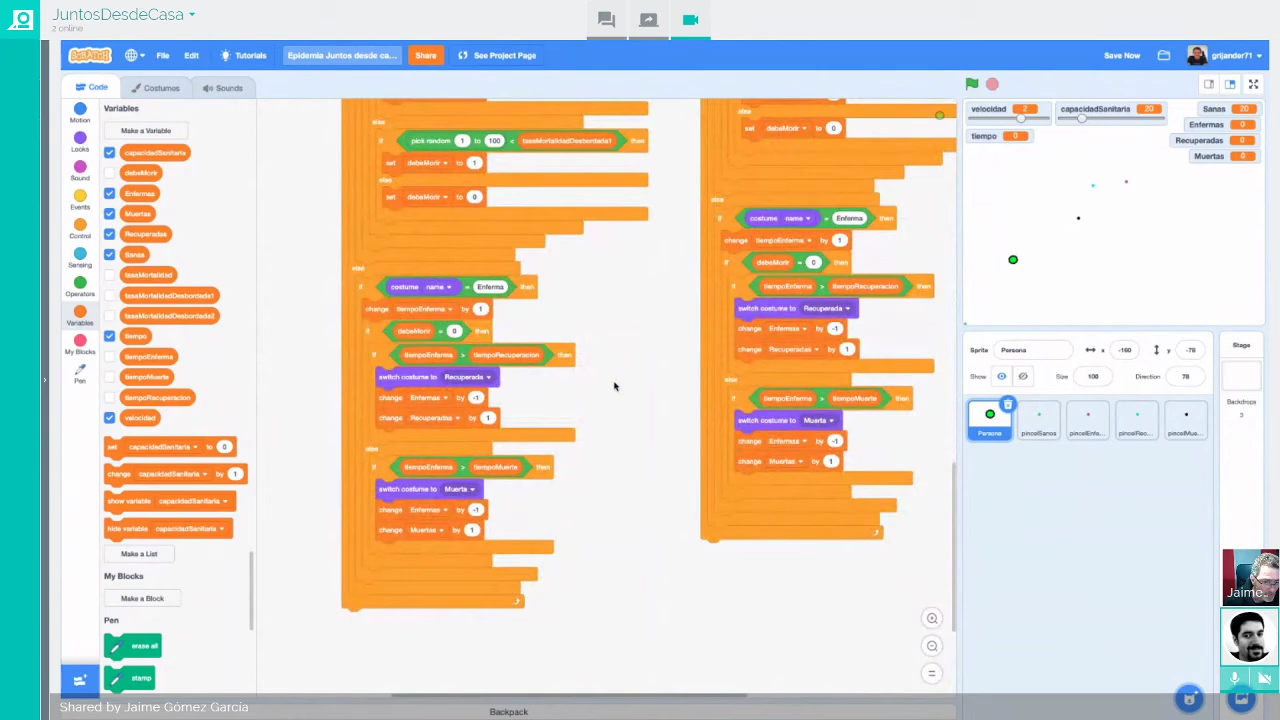 JuntosDesdeCasa
2 online
SCRATCH
File
Edit
Tutorials
Epidemia Juntos desde ca...
Share
See Project Page
Save Now
grijander71
Code
Costumes
Sounds
Motion
Looks
Sound
Events
Control
Sensing
Operators
Variables
My Blocks
Pen
Variables
Make a Variable
capacidadSanitaria
debeMorir
Enfermas
Muertas
Recuperadas
Sanas
tasaMortalidad
tasaMortalidadDesbordada1
tasaMortalidadDesbordada2
tiempo
tiempoEnferma
tiempoMuerte
tiempoRecuperacion
velocidad
set capacidadSanitaria to 0
change capacidadSanitaria by 1
show variable capacidadSanitaria
hide variable capacidadSanitaria
Make a List
My Blocks
Make a Block
Pen
erase all
stamp
else
if pick random 1 to 100 < tasaMortalidadDesbordada1 then
set debeMorir to 1
else
set debeMorir to 0
else
if costume name = Enferma then
change tiempoEnferma by 1
if debeMorir = 0 then
if tiempoEnferma > tiempoRecuperacion then
switch costume to Recuperada
change Enfermas by -1
change Recuperadas by 1
else
if tiempoEnferma > tiempoMuerte then
switch costume to Muerta
change Enfermas by -1
change Muertas by 1
else
set debeMorir to 0
else
if costume name = Enferma then
change tiempoEnferma by 1
if debeMorir = 0 then
if tiempoEnferma > tiempoRecuperacion then
switch costume to Recuperada
change Enfermas by -1
change Recuperadas by 1
else
if tiempoEnferma > tiempoMuerte then
switch costume to Muerta
change Enfermas by -1
change Muertas by 1
velocidad 2
capacidadSanitaria 20
tiempo 0
Sanas 20
Enfermas 0
Recuperadas 0
Muertas 0
Sprite
Persona
x -160
y -78
Show
Size 100
Direction 78
Persona
pincelSanos
pincelEnfe...
pincelRec...
pincelMue...
Stage
Backdrops
3
Jaime...
Shared by Jaime Gómez García
Backpack